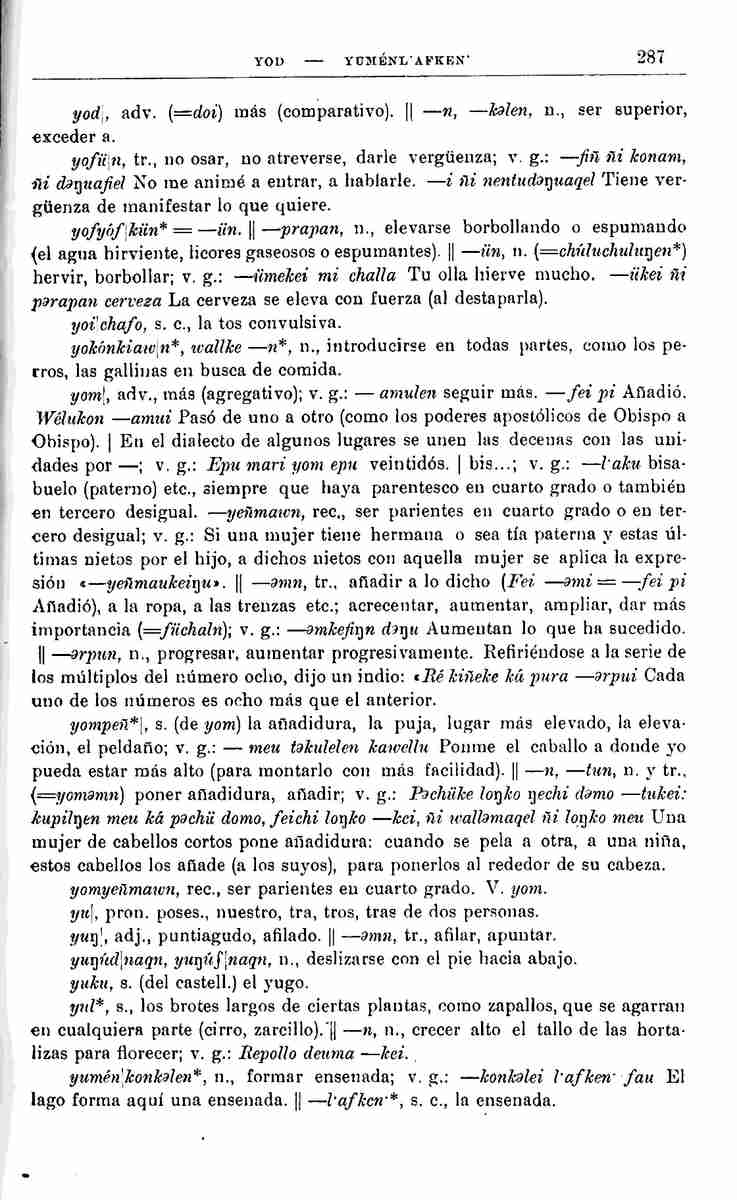 YOD — YUMÉNL'AFKEN' 287
yod|, adv. (=doi) más (comparativo). || —n, —kəlen, n., ser superior,
exceder a.
yofü|n, tr., no osar, no atreverse, darle vergüenza; v. g.: —fiñ ñi konam,
ñi dəŋuafiel No me animé a entrar, a hablarle. —i ñi nentudəŋuaqel Tiene ver-
güenza de manifestar lo que quiere.
yofyóf|kün* = —ün. || —prapan, n., elevarse borbollando o espumando
(el agua hirviente, licores gaseosos o espumantes). || —ün, n. (=chúluchuluŋen*)
hervir, borbollar; v. g.: —ümekei mi challa Tu olla hierve mucho. —ükei ñi
pərapan cerveza La cerveza se eleva con fuerza (al destaparla).
yoi|chafo, s. c., la tos convulsiva.
yokónkiaw|n*, wallke —n*, n., introducirse en todas partes, como los pe-
rros, las gallinas en busca de comida.
yom|, adv., más (agregativo); v. g.: — amulen seguir más. —fei pi Añadió.
Wélukon —amui Pasó de uno a otro (como los poderes apostólicos de Obispo a
Obispo). | En el dialecto de algunos lugares se unen las decenas con las uni-
dades por —; v. g.: Epu mari yom epu veintidós. | bis...; v. g.: —l'aku bisa-
buelo (paterno) etc., siempre que haya parentesco en cuarto grado o también
en tercero desigual. —yeñmawn, rec., ser parientes en cuarto grado o en ter-
cero desigual; v. g.: Si una mujer tiene hermana o sea tía paterna y estas úl-
timas nietos por el hijo, a dichos nietos con aquella mujer se aplica la expre-
sión «—yeñmaukeiŋu». || —əmn, tr., añadir a lo dicho (Fei —əmi = —fei pi
Añadió), a la ropa, a las trenzas etc.; acrecentar, aumentar, ampliar, dar más
importancia (=füchaln); v. g.: —əmkefiŋn dəŋu Aumentan lo que ha sucedido.
|| —ərpun, n., progresar, aumentar progresivamente. Refiriéndose a la serie de
los múltiplos del número ocho, dijo un indio: «Ré kiñeke ká pura —ərpui Cada
uno de los números es ocho más que el anterior.
yompeñ*|, s. (de yom) la añadidura, la puja, lugar más elevado, la eleva-
ción, el peldaño; v. g.: — meu təkulelen kawellu Ponme el caballo a donde yo
pueda estar más alto (para montarlo con más facilidad). || —n, —tun, n. y tr.,
(=yoməmn) poner añadidura, añadir; v. g.: Pəchüke loŋko ŋechi dəmo —tukei:
kupilŋen meu ká pəchü domo, feichi loŋko —kei, ñi walləmaqel ñi loŋko meu Una
mujer de cabellos cortos pone añadidura: cuando se pela a otra, a una niña,
estos cabellos los añade (a los suyos), para ponerlos al rededor de su cabeza.
yomyeñmawn, rec., ser parientes en cuarto grado. V. yom.
yu|, pron. poses., nuestro, tra, tros, tras de dos personas.
yuŋ|, adj., puntiagudo, afilado. || —əmn, tr., afilar, apuntar.
yuŋúd|naqn, yuŋúf|naqn, n., deslizarse con el pie hacia abajo.
yuku, s. (del castell.) el yugo.
yul*, s., los brotes largos de ciertas plantas, como zapallos, que se agarran
en cualquiera parte (cirro, zarcillo). || —n, n., crecer alto el tallo de las horta-
lizas para florecer; v. g.: Repollo deuma —kei.
yumén|konkəlen*, n., formar ensenada; v. g.: —konkəlei l'afken' fau El
lago forma aquí una ensenada. || —l'afken'*, s. c., la ensenada.